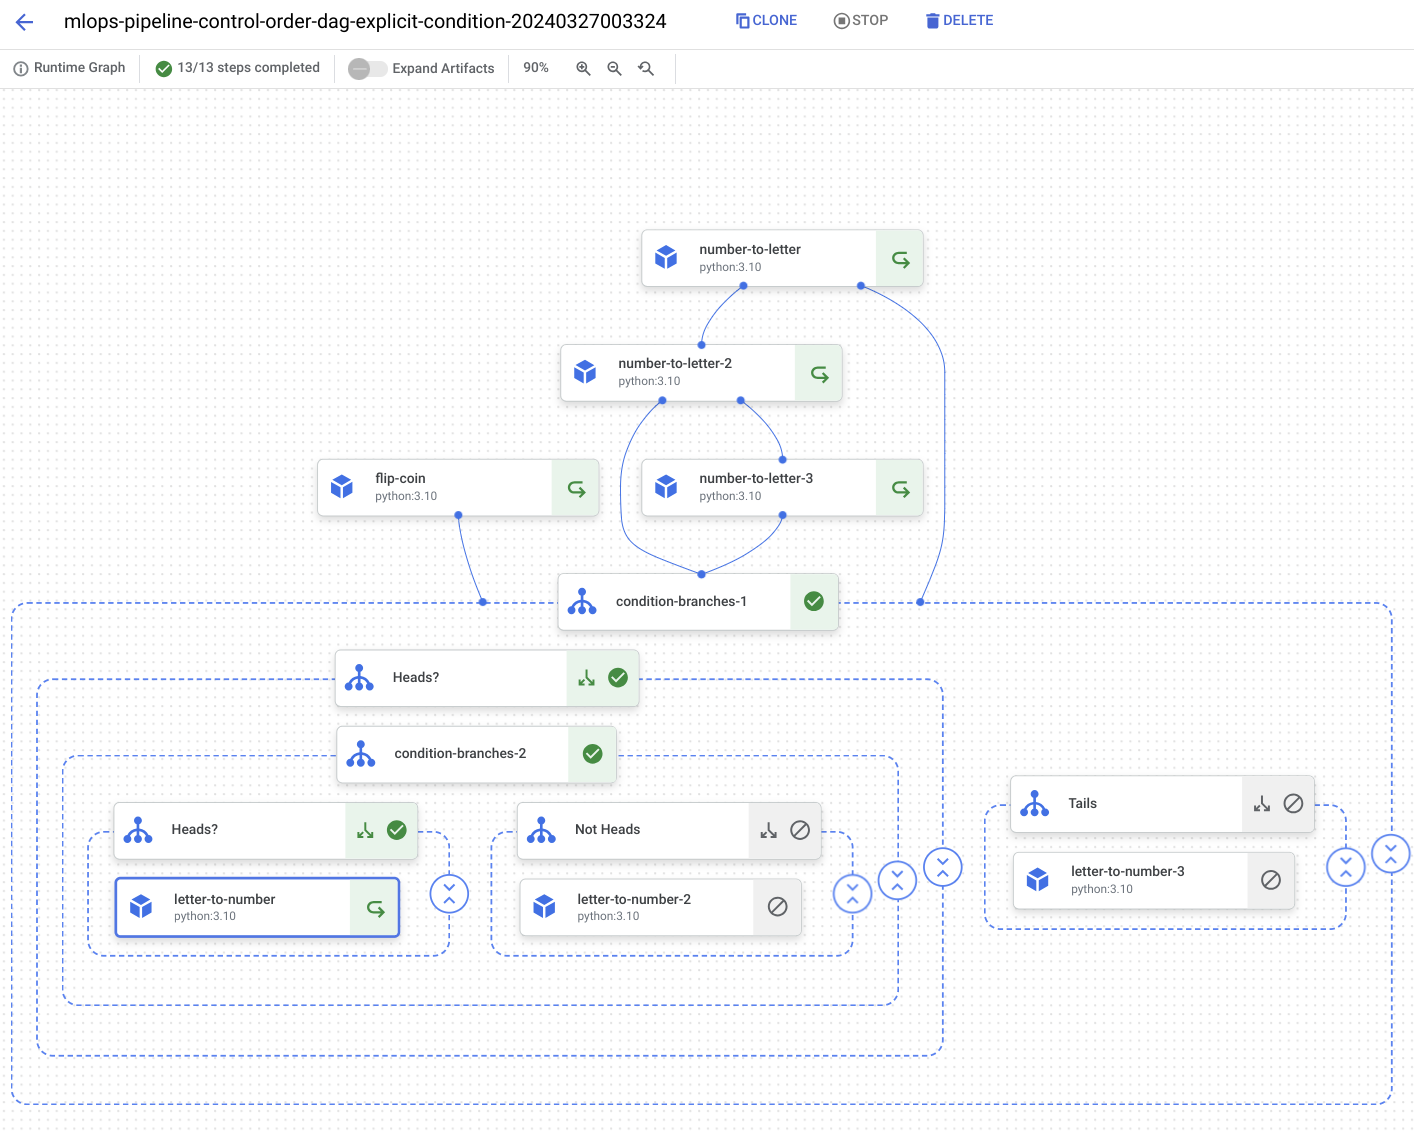 mlops-pipeline-control-order-dag-explicit-condition-20240327003324
CLONE
STOP
DELETE
Runtime Graph
13/13 steps completed
Expand Artifacts
90%
number-to-letter
python:3.10
number-to-letter-2
python:3.10
flip-coin
python:3.10
number-to-letter-3
python:3.10
condition-branches-1
Heads?
condition-branches-2
Heads?
Not Heads
Tails
letter-to-number
python:3.10
letter-to-number-2
python:3.10
letter-to-number-3
python:3.10